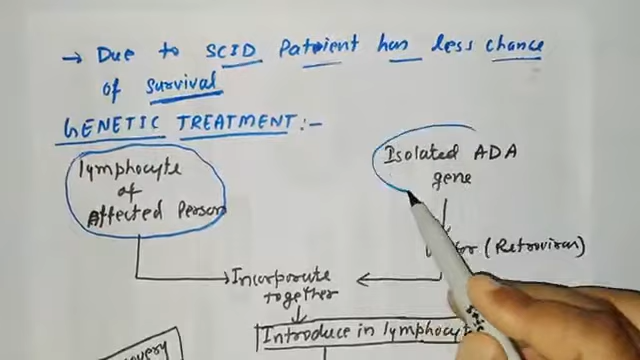 → Due to SCID Patient has less chance
of survival
GENETIC TREATMENT:-
lymphocyte
of
Affected Person
Isolated ADA
gene
(Retrovirus)
Incorporate
together
Introduce in lymphocyte